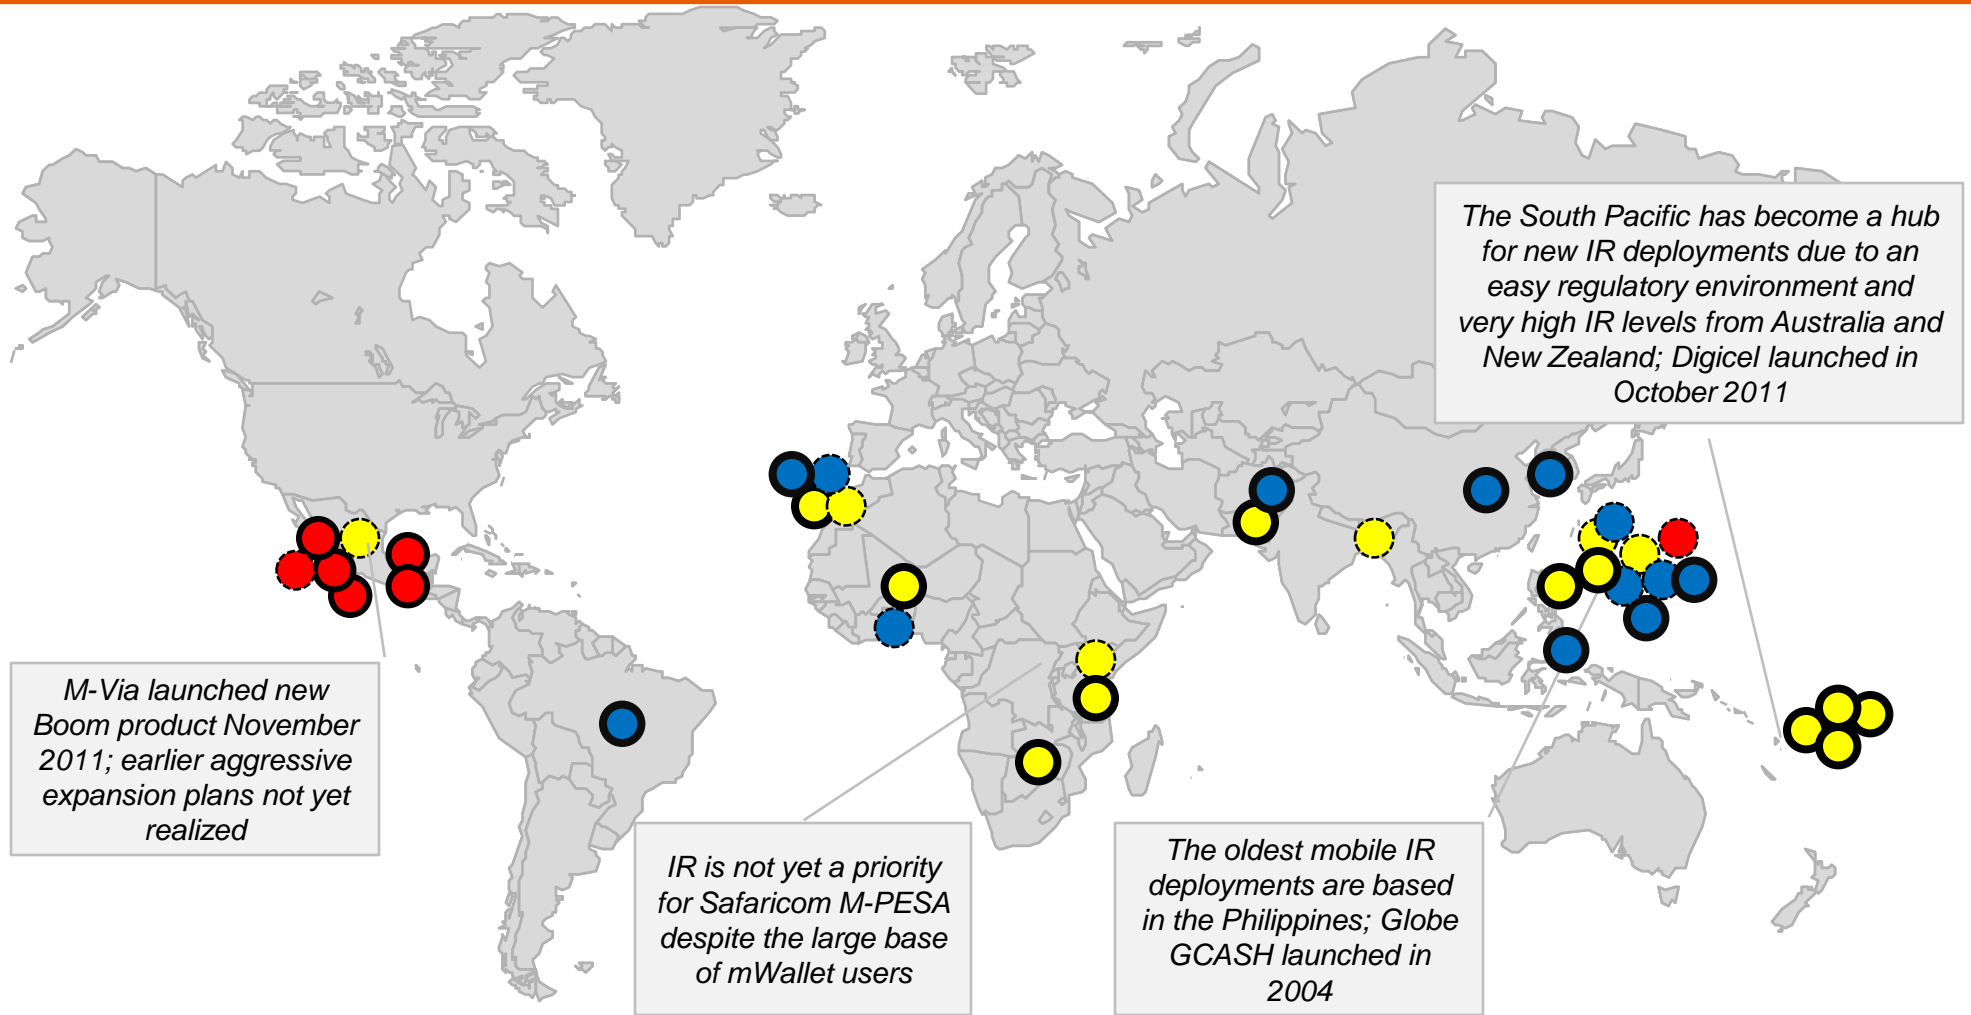 The South Pacific has become a hub
for new IR deployments due to an
easy regulatory environment and
very high IR levels from Australia and
New Zealand; Digicel launched in
October 2011
M-Via launched new
Boom product November
2011; earlier aggressive
expansion plans not yet
realized
IR is not yet a priority
for Safaricom M-PESA
despite the large base
of mWallet users
The oldest mobile IR
deployments are based
in the Philippines; Globe
GCASH launched in
2004